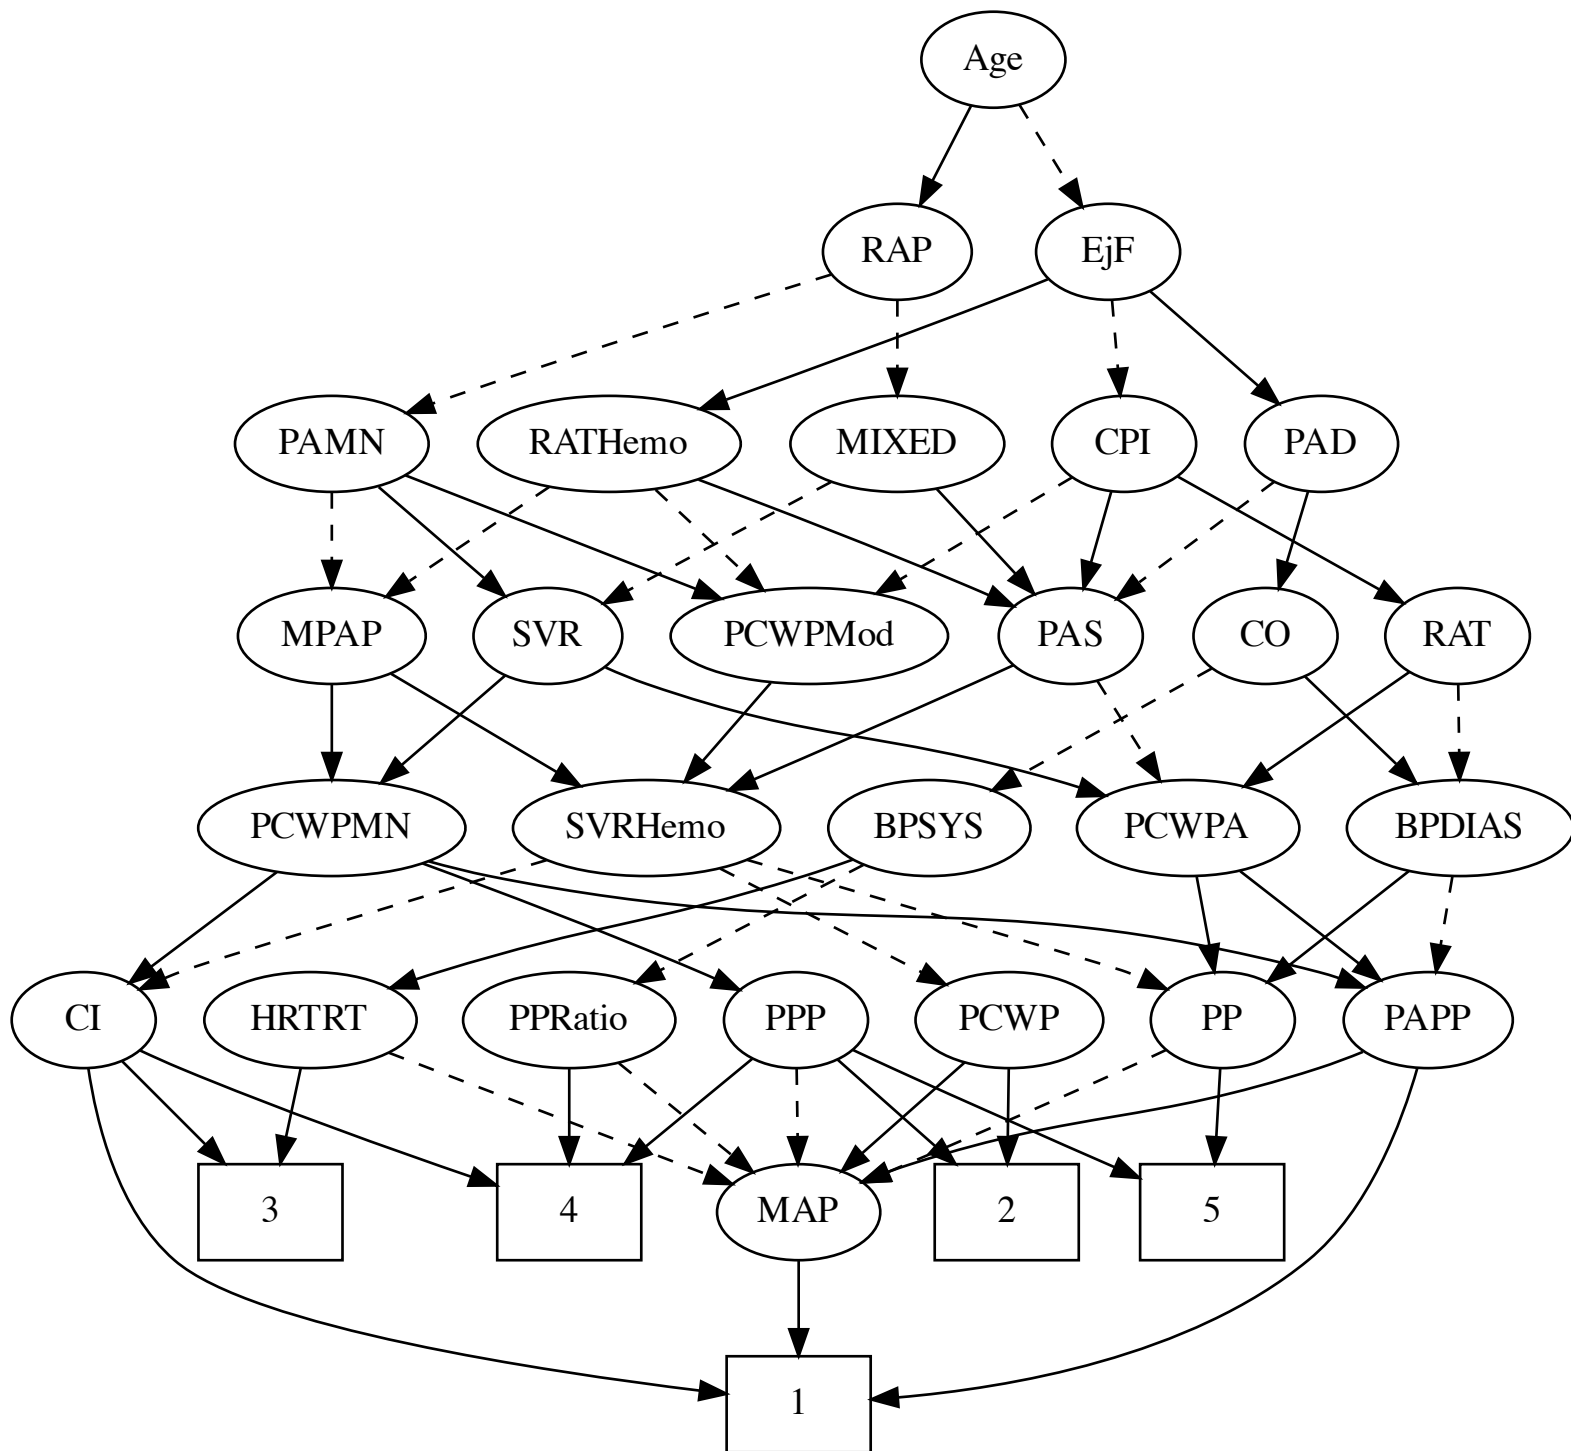 Age
RAP
EjF
PAMN
RATHemo
MIXED
CPI
PAD
MPAP
SVR
PCWPMod
PAS
CO
RAT
PCWPMN
SVRHemo
BPSYS
PCWPA
BPDIAS
CI
HRTRT
PPRatio
PPP
PCWP
PP
PAPP
3
4
MAP
2
5
1